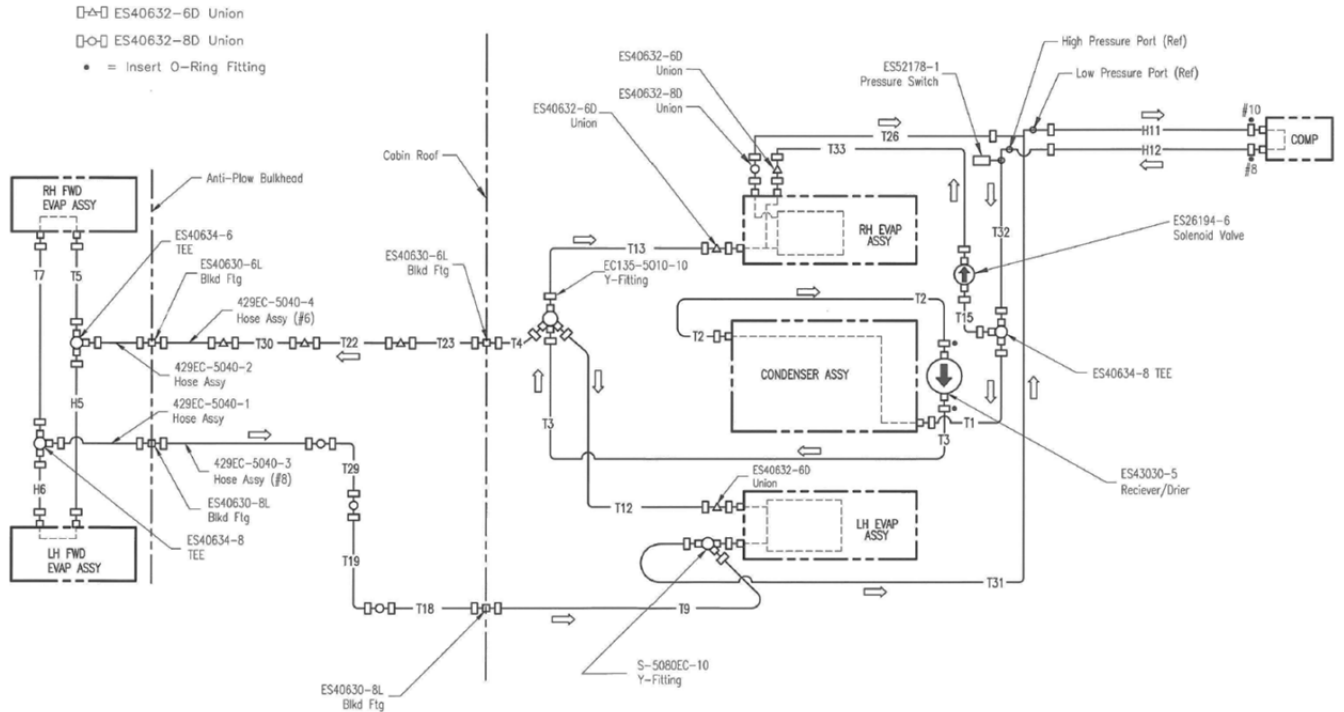 ES40632-6D Union
ES40632-8D Union
• = Insert O-Ring Fitting
High Pressure Port (Ref)
Low Pressure Port (Ref)
ES52178-1
Pressure Switch
ES40632-6D
Union
ES40632-8D
Union
ES40632-6D
Union
#10
#8
T26
T33
H11
H12
COMP
Cabin Roof
Anti-Plow Bulkhead
RH FWD
EVAP ASSY
ES40634-6
TEE
ES40630-6L
Blkd Ftg
429EC-5040-4
Hose Assy (#6)
ES40630-6L
Blkd Ftg
T13
RH EVAP
ASSY
EC135-5010-10
Y-Fitting
ES26194-6
Solenoid Valve
T32
T15
T7
T5
T30
T22
T23
T4
T2
T2
429EC-5040-2
Hose Assy
CONDENSER ASSY
ES40634-8 TEE
429EC-5040-1
Hose Assy
H5
T3
T3
T1
429EC-5040-3
Hose Assy (#8)
T29
H6
ES40630-8L
Blkd Ftg
ES40632-6D
Union
ES43030-5
Reciever/Drier
T12
LH EVAP
ASSY
LH FWD
EVAP ASSY
ES40634-8
TEE
T19
T31
T18
T9
S-5080EC-10
Y-Fitting
ES40630-8L
Blkd Ftg